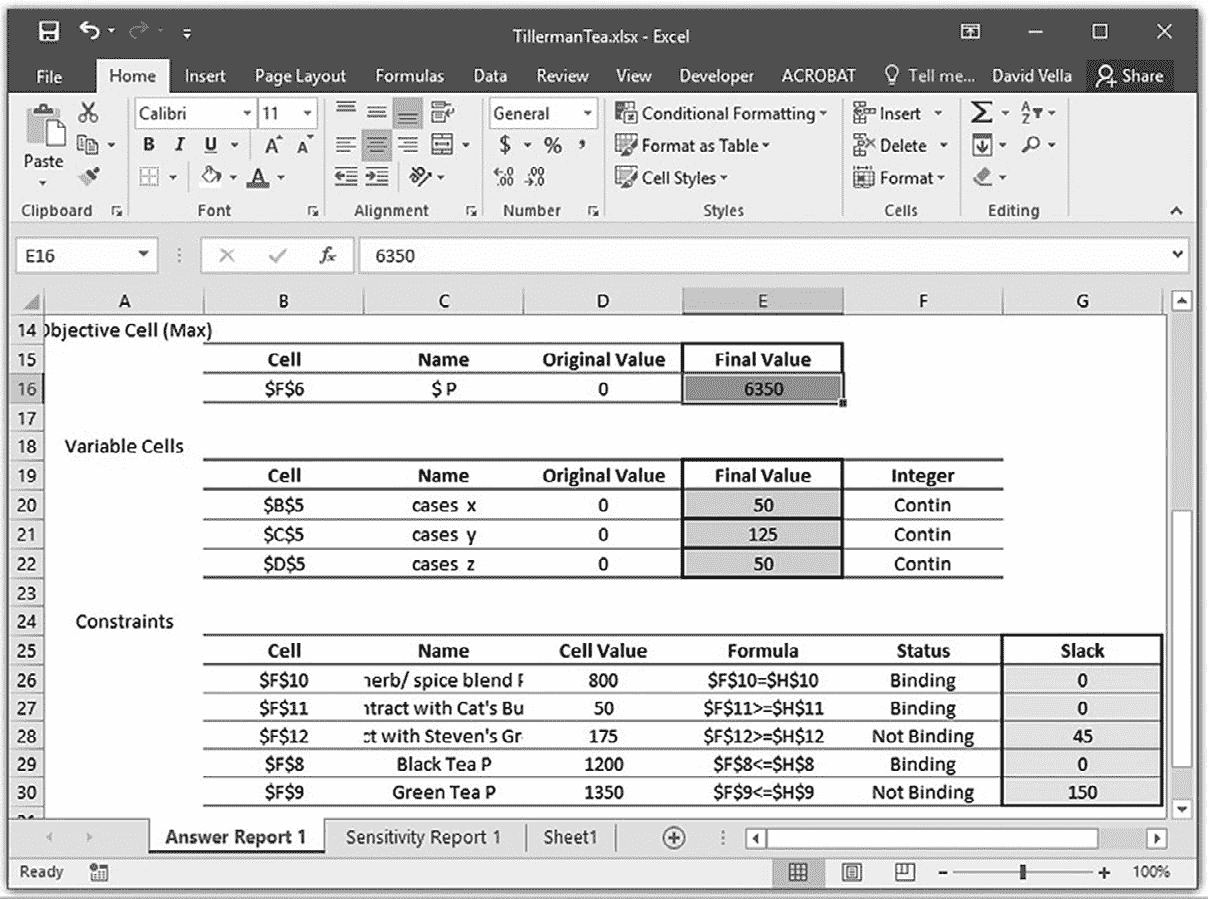 TillermanTea.xlsx - Excel
File Home Insert Page Layout Formulas Data Review View Developer ACROBAT Tell me... David Vella Share
Calibri 11 General Conditional Formatting Insert Σ
Paste B I U A A $ % , Format as Table Delete
A Cell Styles Format
Clipboard Font Alignment Number Styles Cells Editing
E16 fx 6350
A B C D E F G
14 Objective Cell (Max)
15 Cell Name Original Value Final Value
16 $F$6 $ P 0 6350
17
18 Variable Cells
19 Cell Name Original Value Final Value Integer
20 $B$5 cases x 0 50 Contin
21 $C$5 cases y 0 125 Contin
22 $D$5 cases z 0 50 Contin
23
24 Constraints
25 Cell Name Cell Value Formula Status Slack
26 $F$10 herb/ spice blend P 800 $F$10=$H$10 Binding 0
27 $F$11 ntract with Cat's Bu 50 $F$11>=$H$11 Binding 0
28 $F$12 ct with Steven's Gr 175 $F$12>=$H$12 Not Binding 45
29 $F$8 Black Tea P 1200 $F$8<=$H$8 Binding 0
30 $F$9 Green Tea P 1350 $F$9<=$H$9 Not Binding 150
Answer Report 1 Sensitivity Report 1 Sheet1
Ready 100%